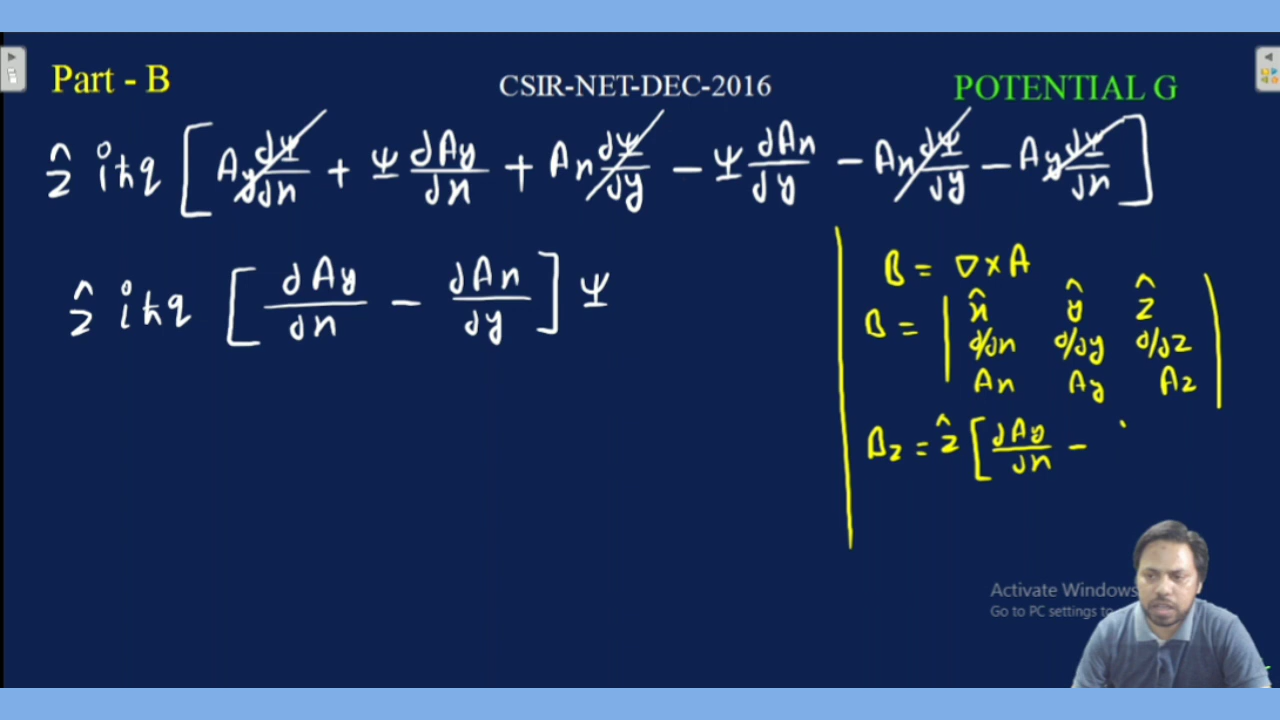 Part - B
CSIR-NET-DEC-2016
POTENTIAL G
ẑ iħq [ Ay ∂Ψ/∂x + Ψ ∂Ay/∂x + Ax ∂Ψ/∂y − Ψ ∂Ax/∂y − Ax ∂Ψ/∂y − Ay ∂Ψ/∂x ]
ẑ iħq [ ∂Ay/∂x − ∂Ax/∂y ] Ψ
B = ∇×A
B = | x̂ ŷ ẑ |
∂/∂x ∂/∂y ∂/∂z
Ax Ay Az
Bz = ẑ [ ∂Ay/∂x −
Activate Windows
Go to PC settings to